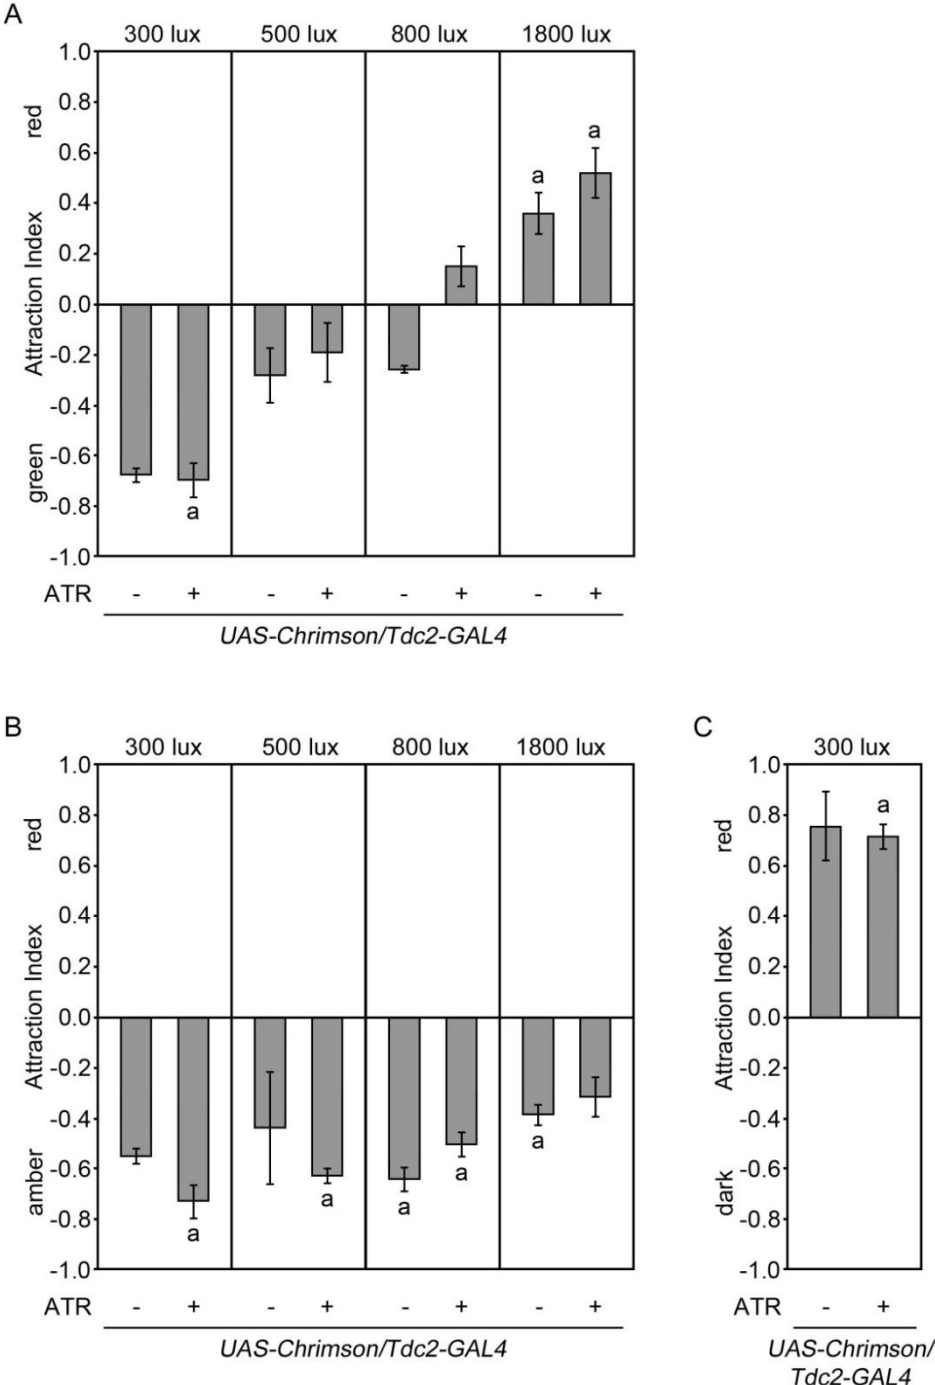 A
300 lux 500 lux 800 lux 1800 lux
1.0
0.8
0.6
0.4
0.2
0.0
-0.2
-0.4
-0.6
-0.8
-1.0
red
Attraction Index
green
a
a
a
ATR - + - + - + - +
UAS-Chrimson/Tdc2-GAL4
B
300 lux 500 lux 800 lux 1800 lux
1.0
0.8
0.6
0.4
0.2
0.0
-0.2
-0.4
-0.6
-0.8
-1.0
red
Attraction Index
amber
a
a
a
a
a
ATR - + - + - + - +
UAS-Chrimson/Tdc2-GAL4
C
300 lux
1.0
0.8
0.6
0.4
0.2
0.0
-0.2
-0.4
-0.6
-0.8
-1.0
red
Attraction Index
dark
a
ATR - +
UAS-Chrimson/
Tdc2-GAL4